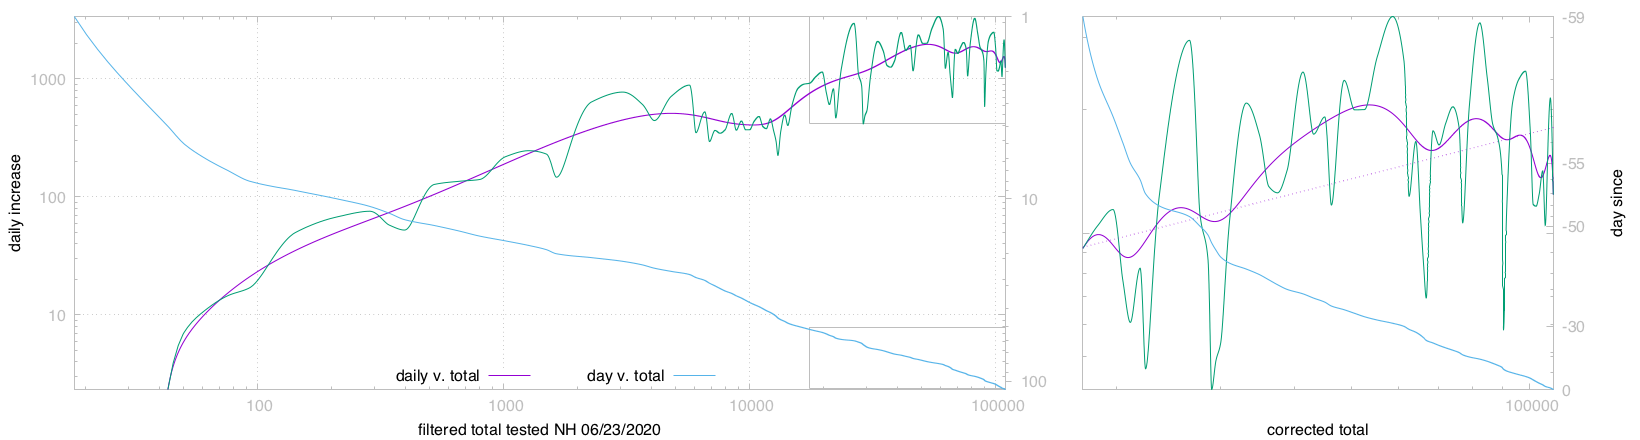 daily increase
1000
100
10
100
1000
10000
100000
1
10
100
daily v. total
day v. total
filtered total tested NH 06/23/2020
-59
-55
-50
-30
0
day since
100000
corrected total